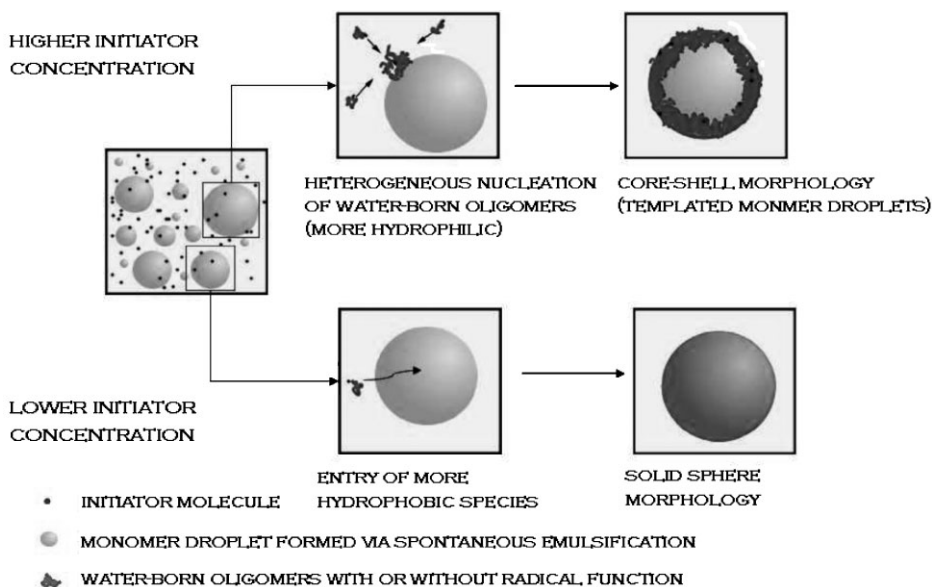 HIGHER INITIATOR
CONCENTRATION
HETEROGENEOUS NUCLEATION
OF WATER-BORN OLIGOMERS
(MORE HYDROPHILIC)
CORE-SHELL MORPHOLOGY
(TEMPLATED MONMER DROPLETS)
LOWER INITIATOR
CONCENTRATION
ENTRY OF MORE
HYDROPHOBIC SPECIES
SOLID SPHERE
MORPHOLOGY
INITIATOR MOLECULE
MONOMER DROPLET FORMED VIA SPONTANEOUS EMULSIFICATION
WATER-BORN OLIGOMERS WITH OR WITHOUT RADICAL FUNCTION